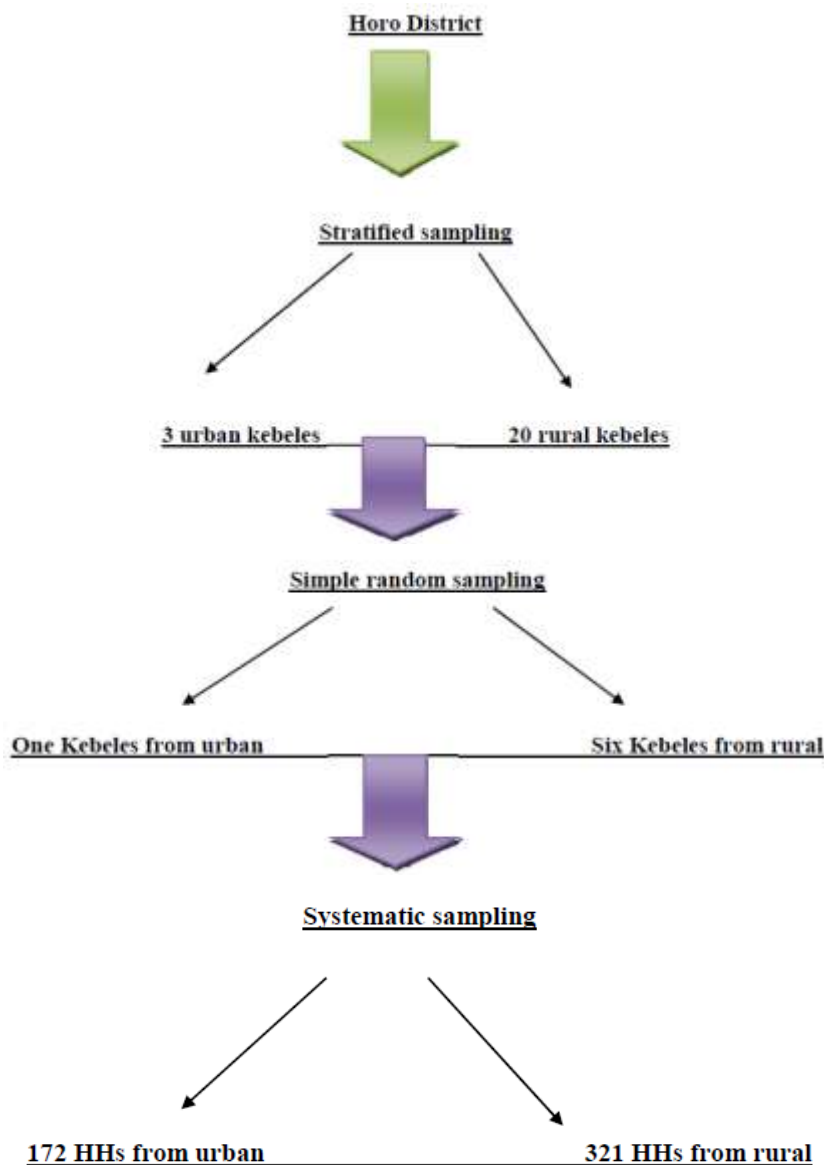 Horo District
Stratified sampling
3 urban kebeles 20 rural kebeles
Simple random sampling
One Kebeles from urban Six Kebeles from rural
Systematic sampling
172 HHs from urban 321 HHs from rural